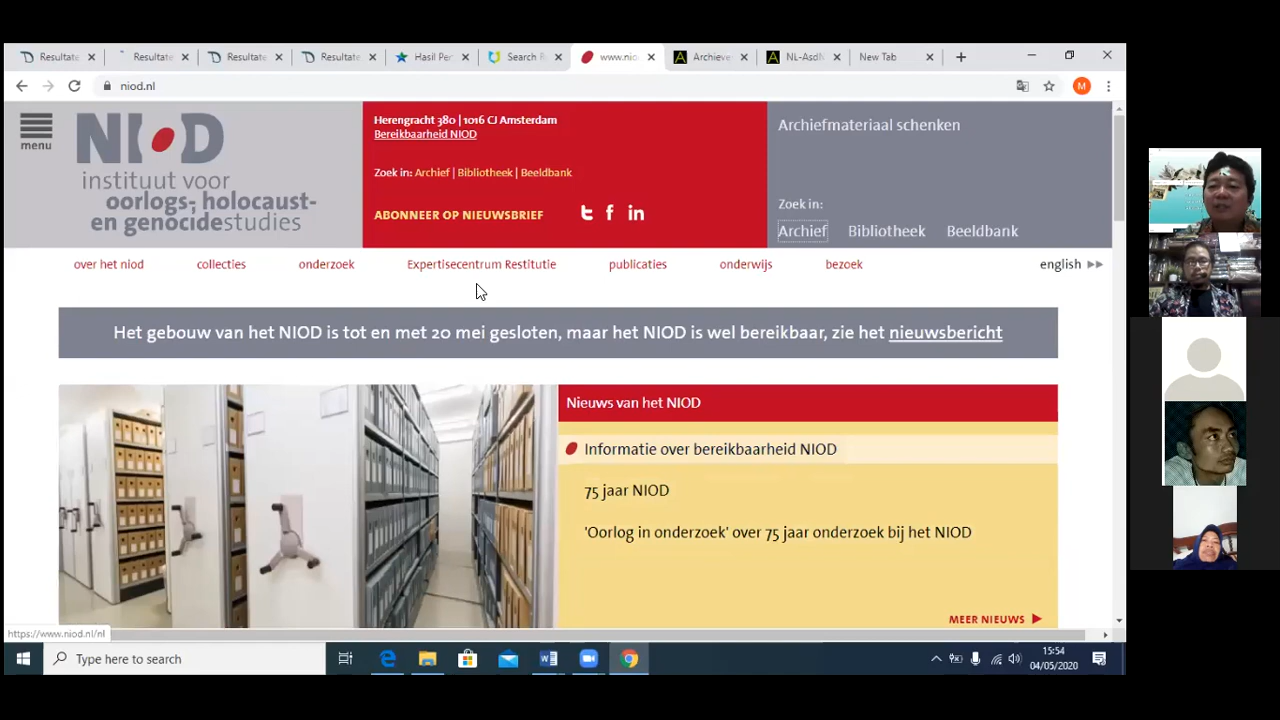 Resultate
Resultate
Resultate
Resultate
Hasil Per
Search R
www.nio
Archieve
NL-AsdN
New Tab
niod.nl
M
menu
NIOD
instituut voor
oorlogs-, holocaust-
en genocidestudies
Herengracht 380 | 1016 CJ Amsterdam
Bereikbaarheid NIOD
Zoek in: Archief | Bibliotheek | Beeldbank
ABONNEER OP NIEUWSBRIEF
Archiefmateriaal schenken
Zoek in:
Archief Bibliotheek Beeldbank
over het niod collecties onderzoek Expertisecentrum Restitutie publicaties onderwijs bezoek english
Het gebouw van het NIOD is tot en met 20 mei gesloten, maar het NIOD is wel bereikbaar, zie het nieuwsbericht
Nieuws van het NIOD
Informatie over bereikbaarheid NIOD
75 jaar NIOD
'Oorlog in onderzoek' over 75 jaar onderzoek bij het NIOD
MEER NIEUWS
https://www.niod.nl/nl
Type here to search
15:54
04/05/2020